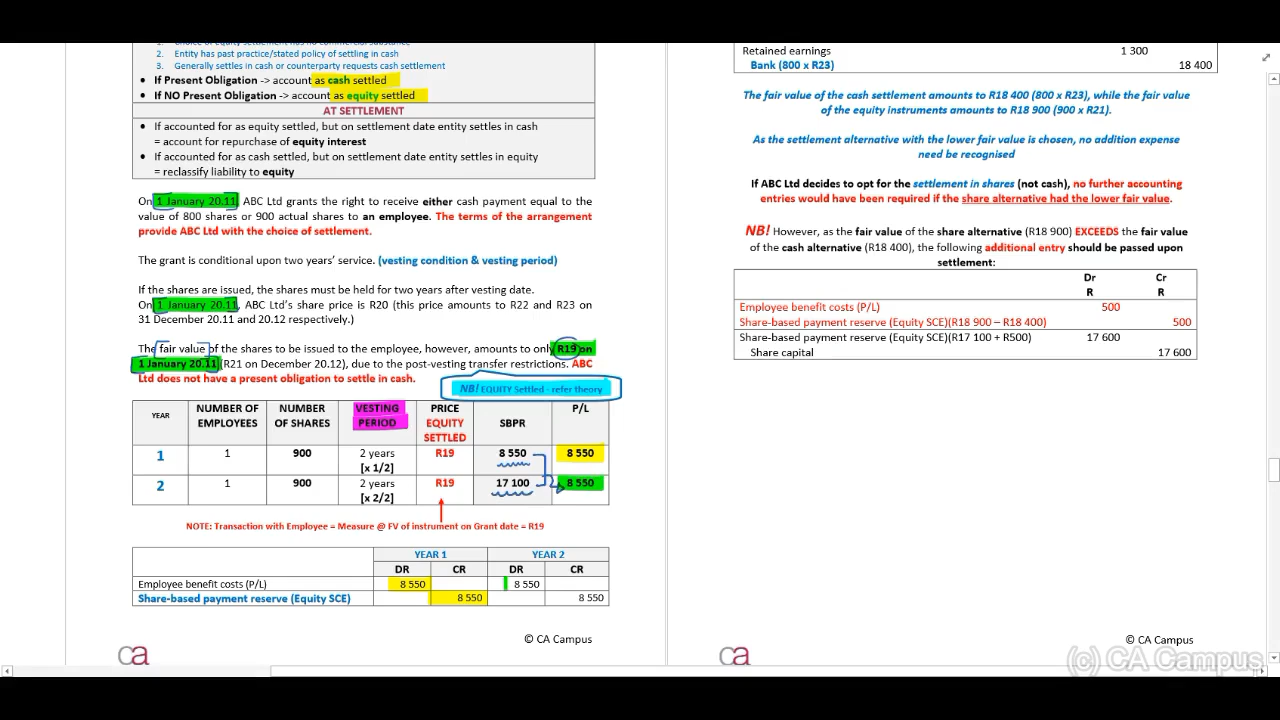 1. Choice of equity settlement has no commercial substance
2. Entity has past practice/stated policy of settling in cash
3. Generally settles in cash or counterparty requests cash settlement
• If Present Obligation -> account as cash settled
• If NO Present Obligation -> account as equity settled
AT SETTLEMENT
• If accounted for as equity settled, but on settlement date entity settles in cash
= account for repurchase of equity interest
• If accounted for as cash settled, but on settlement date entity settles in equity
= reclassify liability to equity
On 1 January 20.11, ABC Ltd grants the right to receive either cash payment equal to the
value of 800 shares or 900 actual shares to an employee. The terms of the arrangement
provide ABC Ltd with the choice of settlement.
The grant is conditional upon two years' service. (vesting condition & vesting period)
If the shares are issued, the shares must be held for two years after vesting date.
On 1 January 20.11, ABC Ltd's share price is R20 (this price amounts to R22 and R23 on
31 December 20.11 and 20.12 respectively.)
The fair value of the shares to be issued to the employee, however, amounts to only R19 on
1 January 20.11 (R21 on December 20.12), due to the post-vesting transfer restrictions. ABC
Ltd does not have a present obligation to settle in cash.
NB! EQUITY Settled - refer theory
YEAR NUMBER OF EMPLOYEES NUMBER OF SHARES VESTING PERIOD PRICE EQUITY SETTLED SBPR P/L
1 1 900 2 years [x 1/2] R19 8 550 8 550
2 1 900 2 years [x 2/2] R19 17 100 8 550
NOTE: Transaction with Employee = Measure @ FV of instrument on Grant date = R19
YEAR 1 YEAR 2
DR CR DR CR
Employee benefit costs (P/L) 8 550 8 550
Share-based payment reserve (Equity SCE) 8 550 8 550
© CA Campus
ca
Retained earnings 1 300
Bank (800 x R23) 18 400
The fair value of the cash settlement amounts to R18 400 (800 x R23), while the fair value
of the equity instruments amounts to R18 900 (900 x R21).
As the settlement alternative with the lower fair value is chosen, no addition expense
need be recognised
If ABC Ltd decides to opt for the settlement in shares (not cash), no further accounting
entries would have been required if the share alternative had the lower fair value.
NB! However, as the fair value of the share alternative (R18 900) EXCEEDS the fair value
of the cash alternative (R18 400), the following additional entry should be passed upon
settlement:
Dr Cr
R R
Employee benefit costs (P/L) 500
Share-based payment reserve (Equity SCE)(R18 900 – R18 400) 500
Share-based payment reserve (Equity SCE)(R17 100 + R500) 17 600
Share capital 17 600
© CA Campus
ca
(c) CA Campus